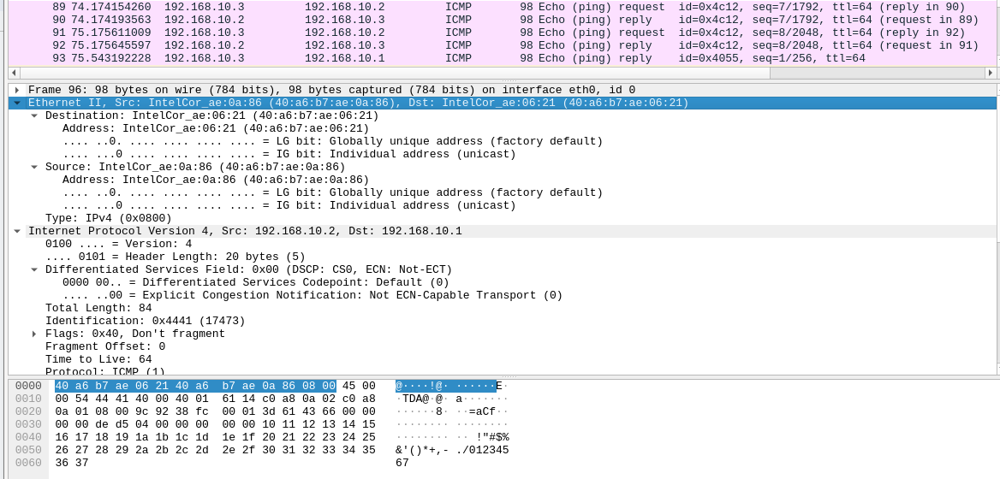 89 74.174154260 192.168.10.3 192.168.10.2 ICMP 98 Echo (ping) request id=0x4c12, seq=7/1792, ttl=64 (reply in 90)
90 74.174193563 192.168.10.2 192.168.10.3 ICMP 98 Echo (ping) reply id=0x4c12, seq=7/1792, ttl=64 (request in 89)
91 75.175611009 192.168.10.3 192.168.10.2 ICMP 98 Echo (ping) request id=0x4c12, seq=8/2048, ttl=64 (reply in 92)
92 75.175645597 192.168.10.2 192.168.10.3 ICMP 98 Echo (ping) reply id=0x4c12, seq=8/2048, ttl=64 (request in 91)
93 75.543192228 192.168.10.3 192.168.10.1 ICMP 98 Echo (ping) reply id=0x4055, seq=1/256, ttl=64
Frame 96: 98 bytes on wire (784 bits), 98 bytes captured (784 bits) on interface eth0, id 0
Ethernet II, Src: IntelCor_ae:0a:86 (40:a6:b7:ae:0a:86), Dst: IntelCor_ae:06:21 (40:a6:b7:ae:06:21)
Destination: IntelCor_ae:06:21 (40:a6:b7:ae:06:21)
Address: IntelCor_ae:06:21 (40:a6:b7:ae:06:21)
.... ..0. .... .... .... .... = LG bit: Globally unique address (factory default)
.... ...0 .... .... .... .... = IG bit: Individual address (unicast)
Source: IntelCor_ae:0a:86 (40:a6:b7:ae:0a:86)
Address: IntelCor_ae:0a:86 (40:a6:b7:ae:0a:86)
.... ..0. .... .... .... .... = LG bit: Globally unique address (factory default)
.... ...0 .... .... .... .... = IG bit: Individual address (unicast)
Type: IPv4 (0x0800)
Internet Protocol Version 4, Src: 192.168.10.2, Dst: 192.168.10.1
0100 .... = Version: 4
.... 0101 = Header Length: 20 bytes (5)
Differentiated Services Field: 0x00 (DSCP: CS0, ECN: Not-ECT)
0000 00.. = Differentiated Services Codepoint: Default (0)
.... ..00 = Explicit Congestion Notification: Not ECN-Capable Transport (0)
Total Length: 84
Identification: 0x4441 (17473)
Flags: 0x40, Don't fragment
Fragment Offset: 0
Time to Live: 64
Protocol: ICMP (1)
0000 40 a6 b7 ae 06 21 40 a6 b7 ae 0a 86 08 00 45 00 @····!@· ······E·
0010 00 54 44 41 40 00 40 01 61 14 c0 a8 0a 02 c0 a8 ·TDA@·@· a·······
0020 0a 01 08 00 9c 92 38 fc 00 01 3d 61 43 66 00 00 ······8· ··=aCf··
0030 00 00 de d5 04 00 00 00 00 00 10 11 12 13 14 15 ········ ········
0040 16 17 18 19 1a 1b 1c 1d 1e 1f 20 21 22 23 24 25 ········ ·· !"#$%
0050 26 27 28 29 2a 2b 2c 2d 2e 2f 30 31 32 33 34 35 &'()*+,- ./012345
0060 36 37 67